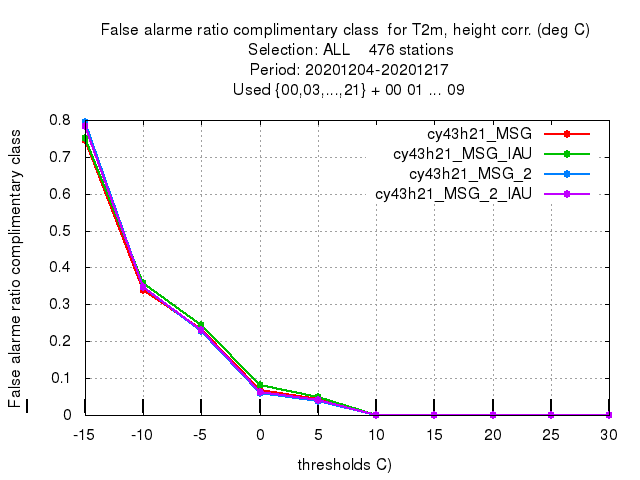 False alarme ratio complimentary class  for T2m, height corr. (deg C)
Selection: ALL    476 stations
Period: 20201204-20201217
Used {00,03,...,21} + 00 01 ... 09
False alarme ratio complimentary class
0.8
0.7
0.6
0.5
0.4
0.3
0.2
0.1
0
cy43h21_MSG
cy43h21_MSG_IAU
cy43h21_MSG_2
cy43h21_MSG_2_IAU
-15 -10 -5 0 5 10 15 20 25 30
thresholds C)